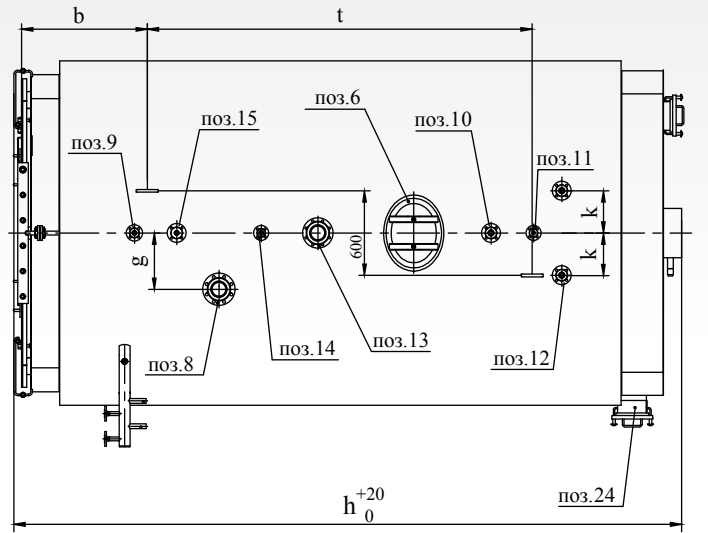 b
t
поз.6
поз.15
поз.10
поз.9
поз.11
k
600
g
k
поз.14
поз.13
поз.12
поз.8
поз.24
h +20 0